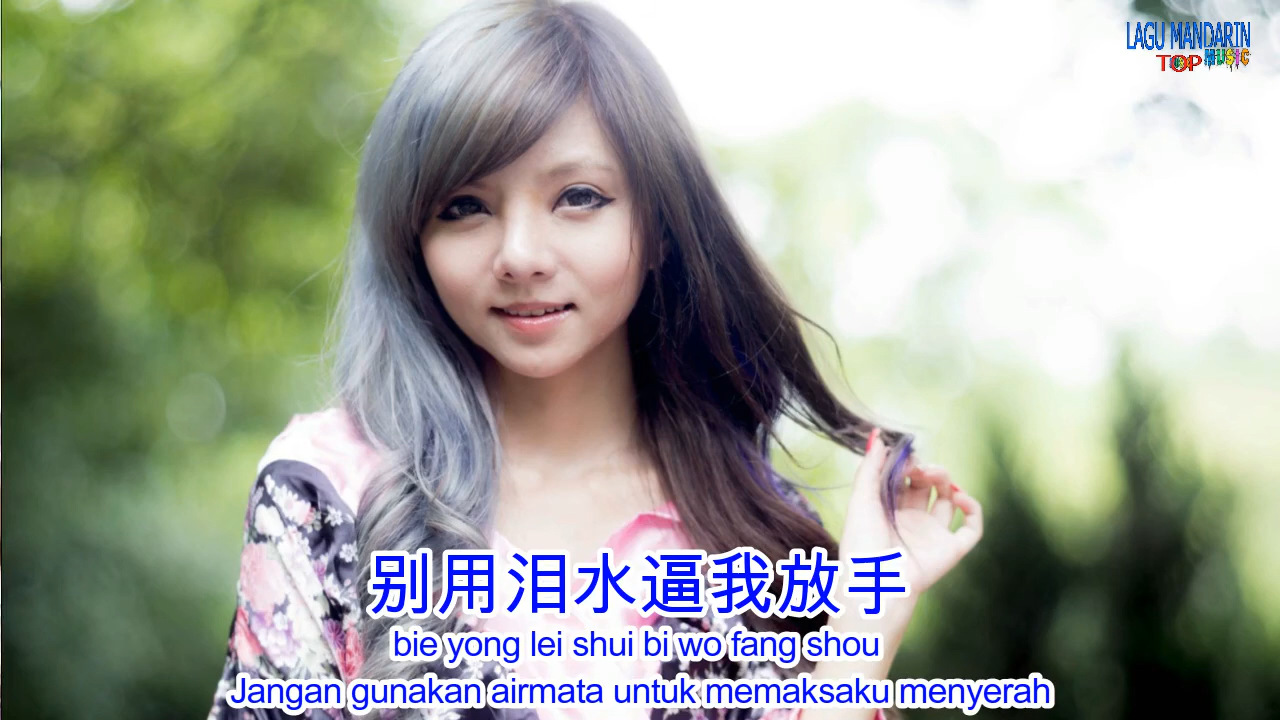 LAGU MANDARIN
TOP MUSIC
别用泪水逼我放手
bie yong lei shui bi wo fang shou
Jangan gunakan airmata untuk memaksaku menyerah